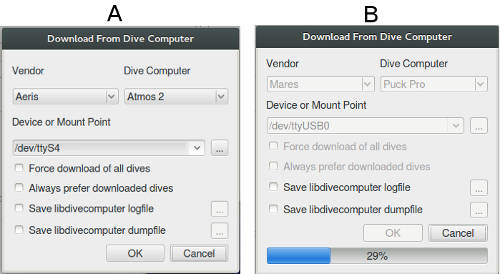 A
Download From Dive Computer
Vendor Dive Computer
Aeris Atmos 2
Device or Mount Point
/dev/ttyS4 ...
Force download of all dives
Always prefer downloaded dives
Save libdivecomputer logfile ...
Save libdivecomputer dumpfile ...
OK Cancel
B
Download From Dive Computer
Vendor Dive Computer
Mares Puck Pro
Device or Mount Point
/dev/ttyUSB0 ...
Force download of all dives
Always prefer downloaded dives
Save libdivecomputer logfile ...
Save libdivecomputer dumpfile ...
OK Cancel
29%